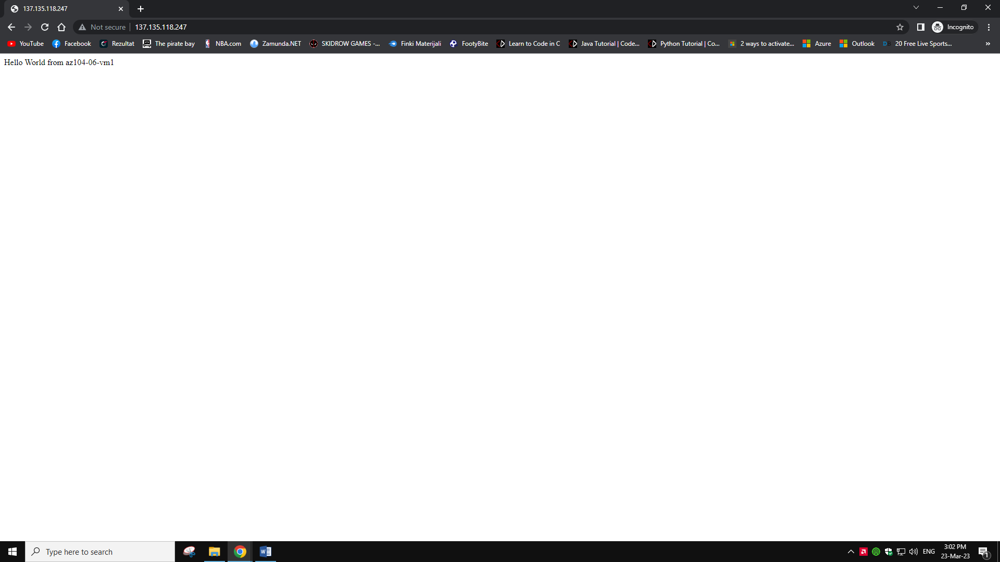 137.135.118.247
Not secure 137.135.118.247 Incognito
YouTube Facebook Rezultat The pirate bay NBA.com Zamunda.NET SKIDROW GAMES -... Finki Materijali FootyBite Learn to Code in C Java Tutorial | Code... Python Tutorial | Co... 2 ways to activate... Azure Outlook 20 Free Live Sports... »
Hello World from az104-06-vm1
Type here to search
ENG
3:02 PM
23-Mar-23
1